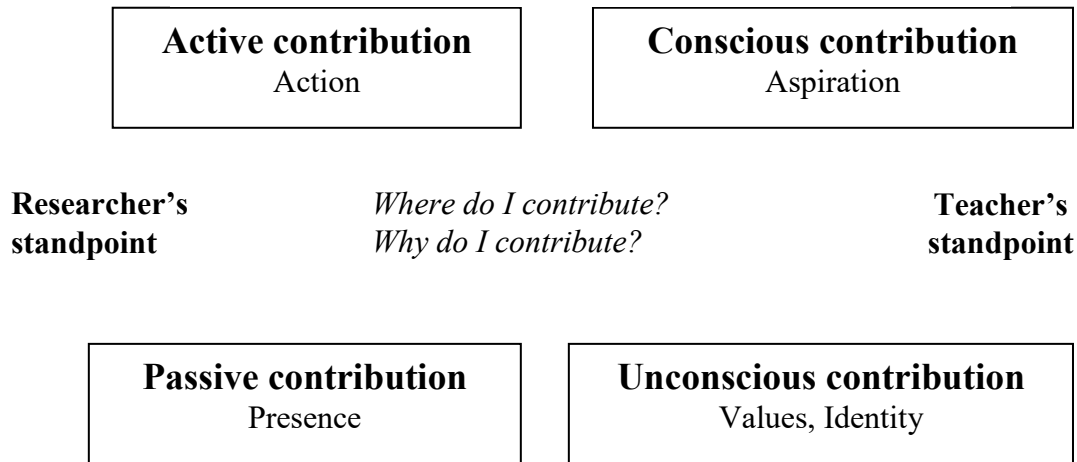 Active contribution
Action
Conscious contribution
Aspiration
Researcher’s
standpoint
Where do I contribute?
Why do I contribute?
Teacher’s
standpoint
Passive contribution
Presence
Unconscious contribution
Values, Identity